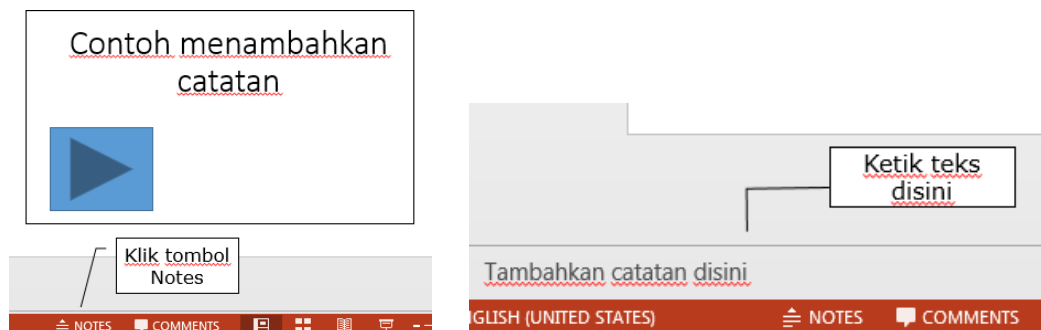 Contoh menambahkan
catatan
Klik tombol
Notes
NOTES COMMENTS
Ketik teks
disini
Tambahkan catatan disini
GLISH (UNITED STATES) NOTES COMMENTS